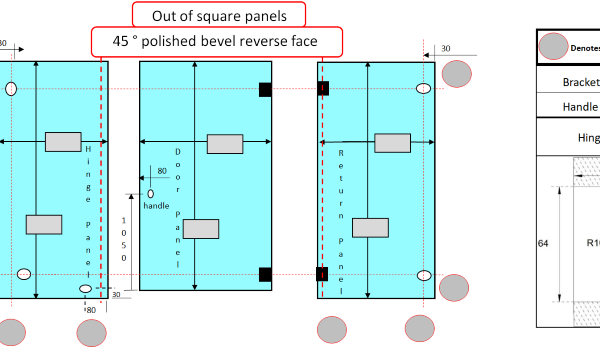 Out of square panels
45 ° polished bevel reverse face
30
30
Denotes
Bracket
Handle
Hing
Hinge Panel
Door Panel
Return Panel
80
handle
1050
64
R10
30
80